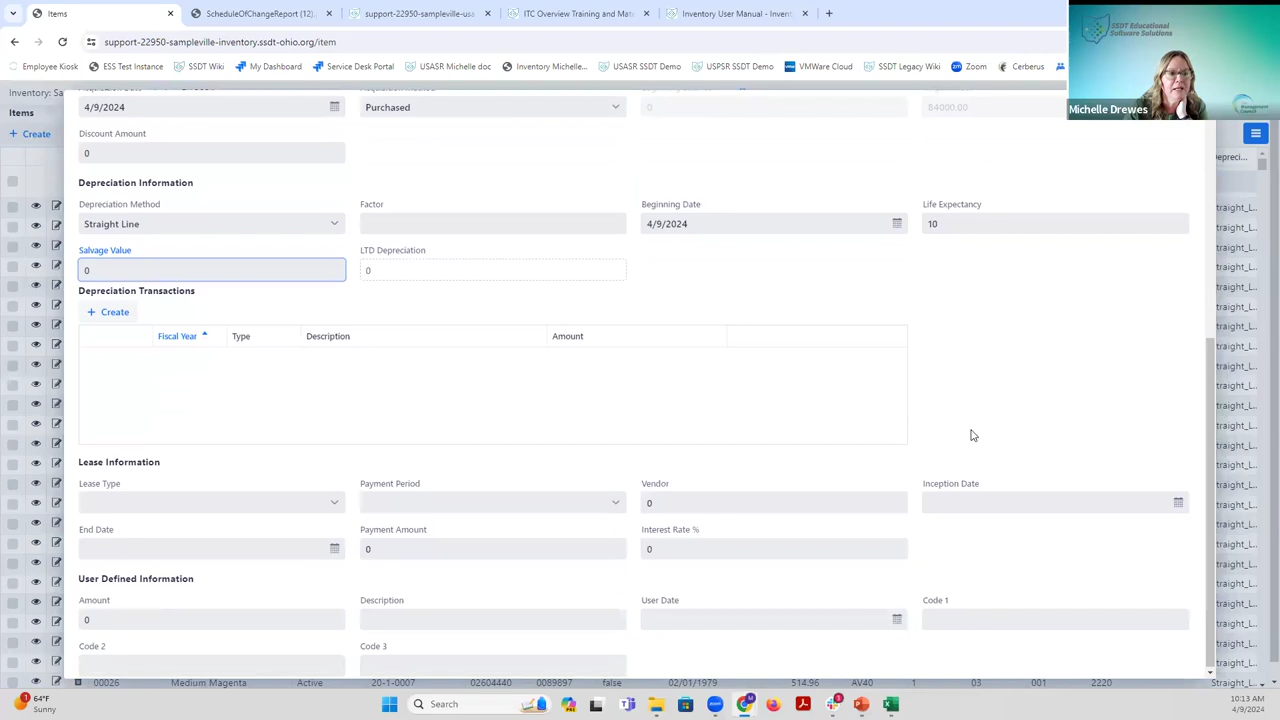 Items
ScheduleOfChangeReport (12).
support-22950-sampleville-usa
ITC Overview Training and Mate
Inventory User Manual - Invent
support-22950-sampleville-inventory.ssdt-ohio.org/item
Employee Kiosk
ESS Test Instance
SSDT Wiki
My Dashboard
Service Desk Portal
USASR Michelle doc
Inventory Michelle...
USASR SSDT Demo
USPSR SSDT Demo
VMWare Cloud
SSDT Legacy Wiki
Zoom
Cerberus
SSDT Educational
Software Solutions
Michelle Drewes
Inventory: Sa
Items
Create
4/9/2024
Purchased
0
84000.00
Discount Amount
0
Depreciation Information
Depreciation Method
Factor
Beginning Date
Life Expectancy
Straight Line
4/9/2024
10
Salvage Value
LTD Depreciation
0
0
Depreciation Transactions
Create
Fiscal Year
Type
Description
Amount
Lease Information
Lease Type
Payment Period
Vendor
Inception Date
0
End Date
Payment Amount
Interest Rate %
0
0
User Defined Information
Amount
Description
User Date
Code 1
0
Code 2
Code 3
00026
Medium Magenta
Active
20-1-0007
02604440
009897
false
02/01/1979
514.96
AV40
1
03
001
2220
Straight_L...
64°F
Sunny
Search
10:13 AM
4/9/2024